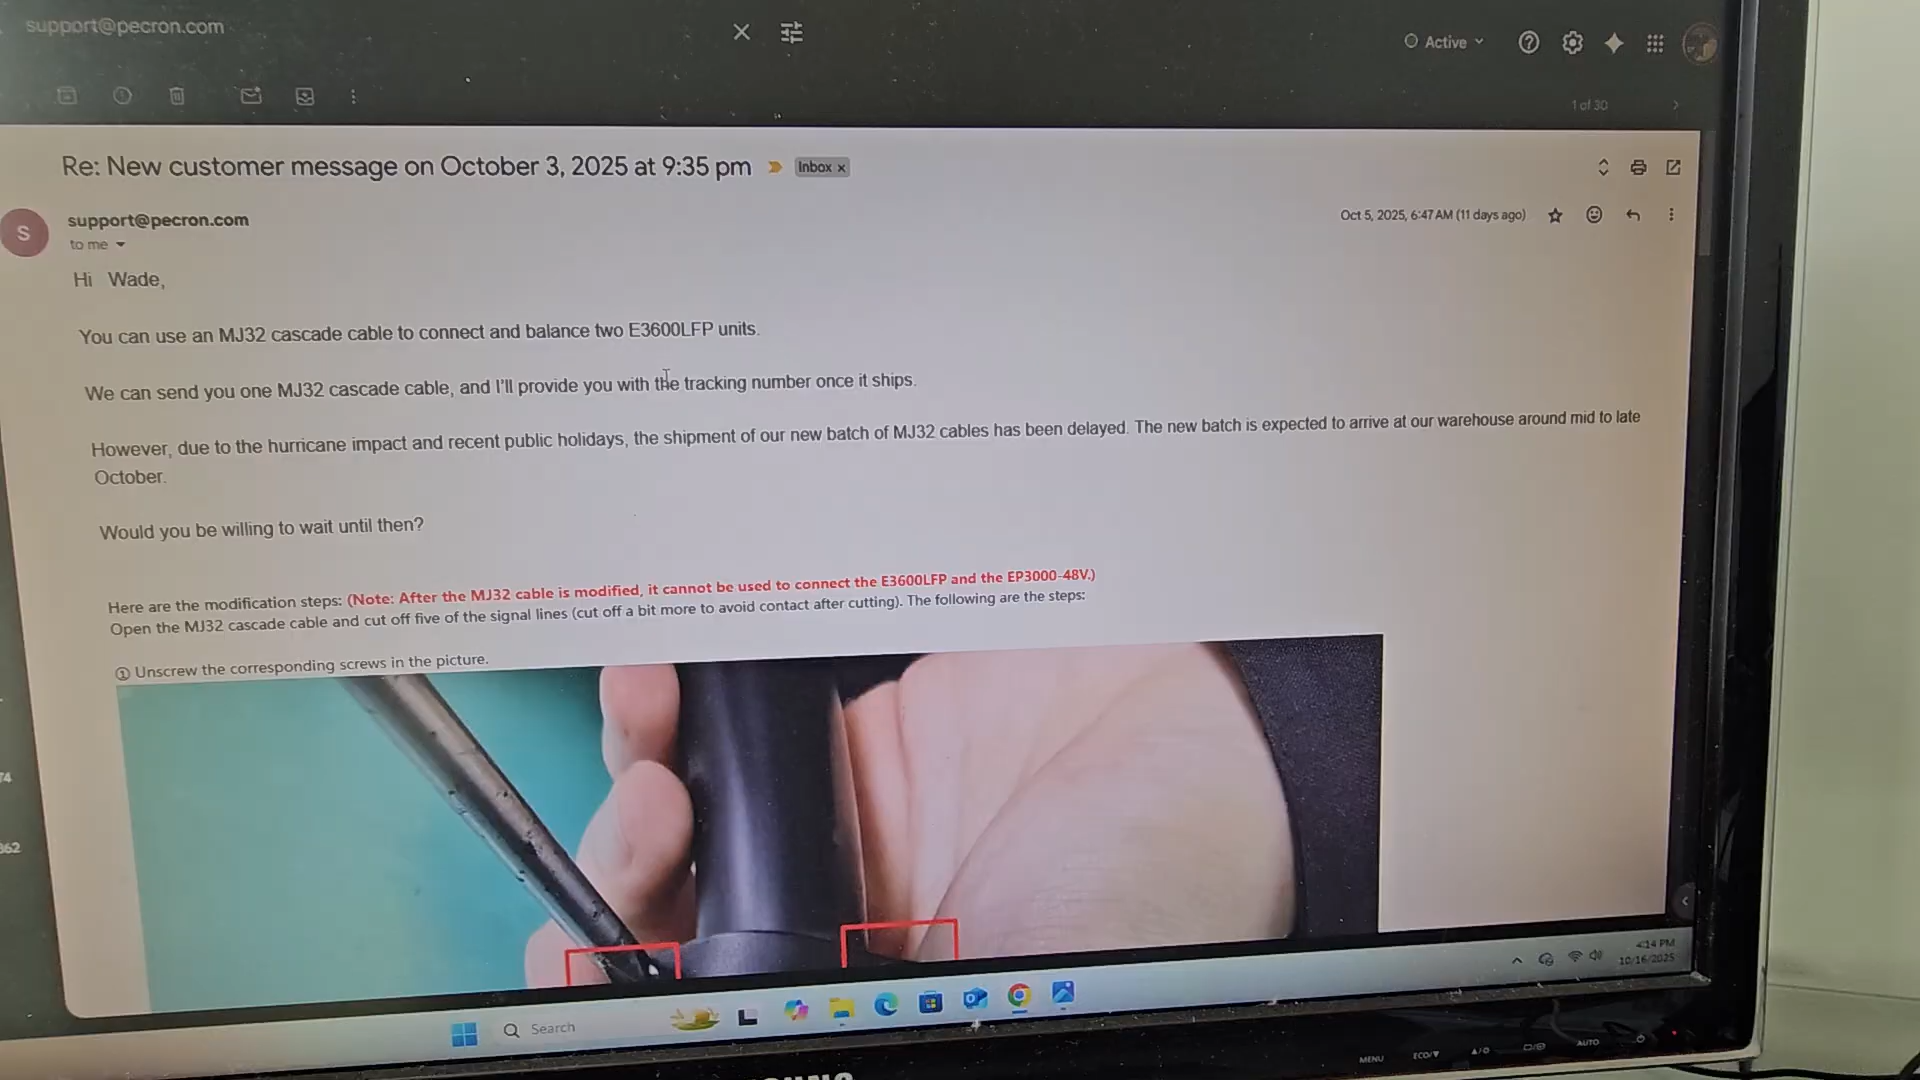 support@pecron.com
Active
1 of 30
Re: New customer message on October 3, 2025 at 9:35 pm
Inbox x
S
support@pecron.com
Oct 5, 2025, 6:47 AM (11 days ago)
to me
Hi Wade,
You can use an MJ32 cascade cable to connect and balance two E3600LFP units.
We can send you one MJ32 cascade cable, and I'll provide you with the tracking number once it ships.
However, due to the hurricane impact and recent public holidays, the shipment of our new batch of MJ32 cables has been delayed. The new batch is expected to arrive at our warehouse around mid to late
October.
Would you be willing to wait until then?
Here are the modification steps: (Note: After the MJ32 cable is modified, it cannot be used to connect the E3600LFP and the EP3000-48V.)
Open the MJ32 cascade cable and cut off five of the signal lines (cut off a bit more to avoid contact after cutting). The following are the steps:
① Unscrew the corresponding screws in the picture.
74
362
4:14 PM
10/16/2025
Search
MENU
ECO/▼
▲/
AUTO